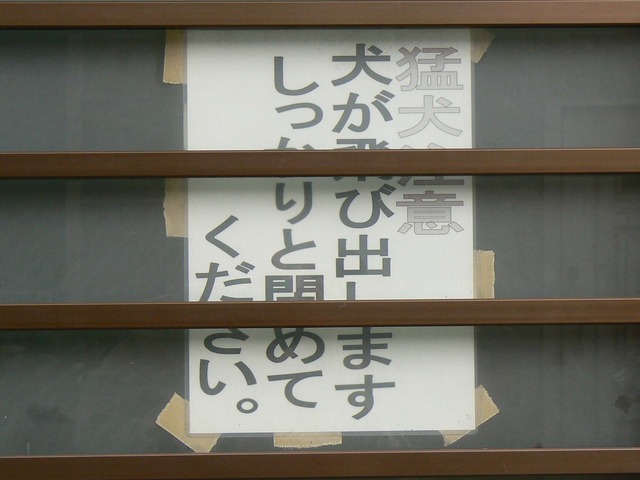 猛犬注意
犬が飛び出します
しっかりと閉めて
ください。